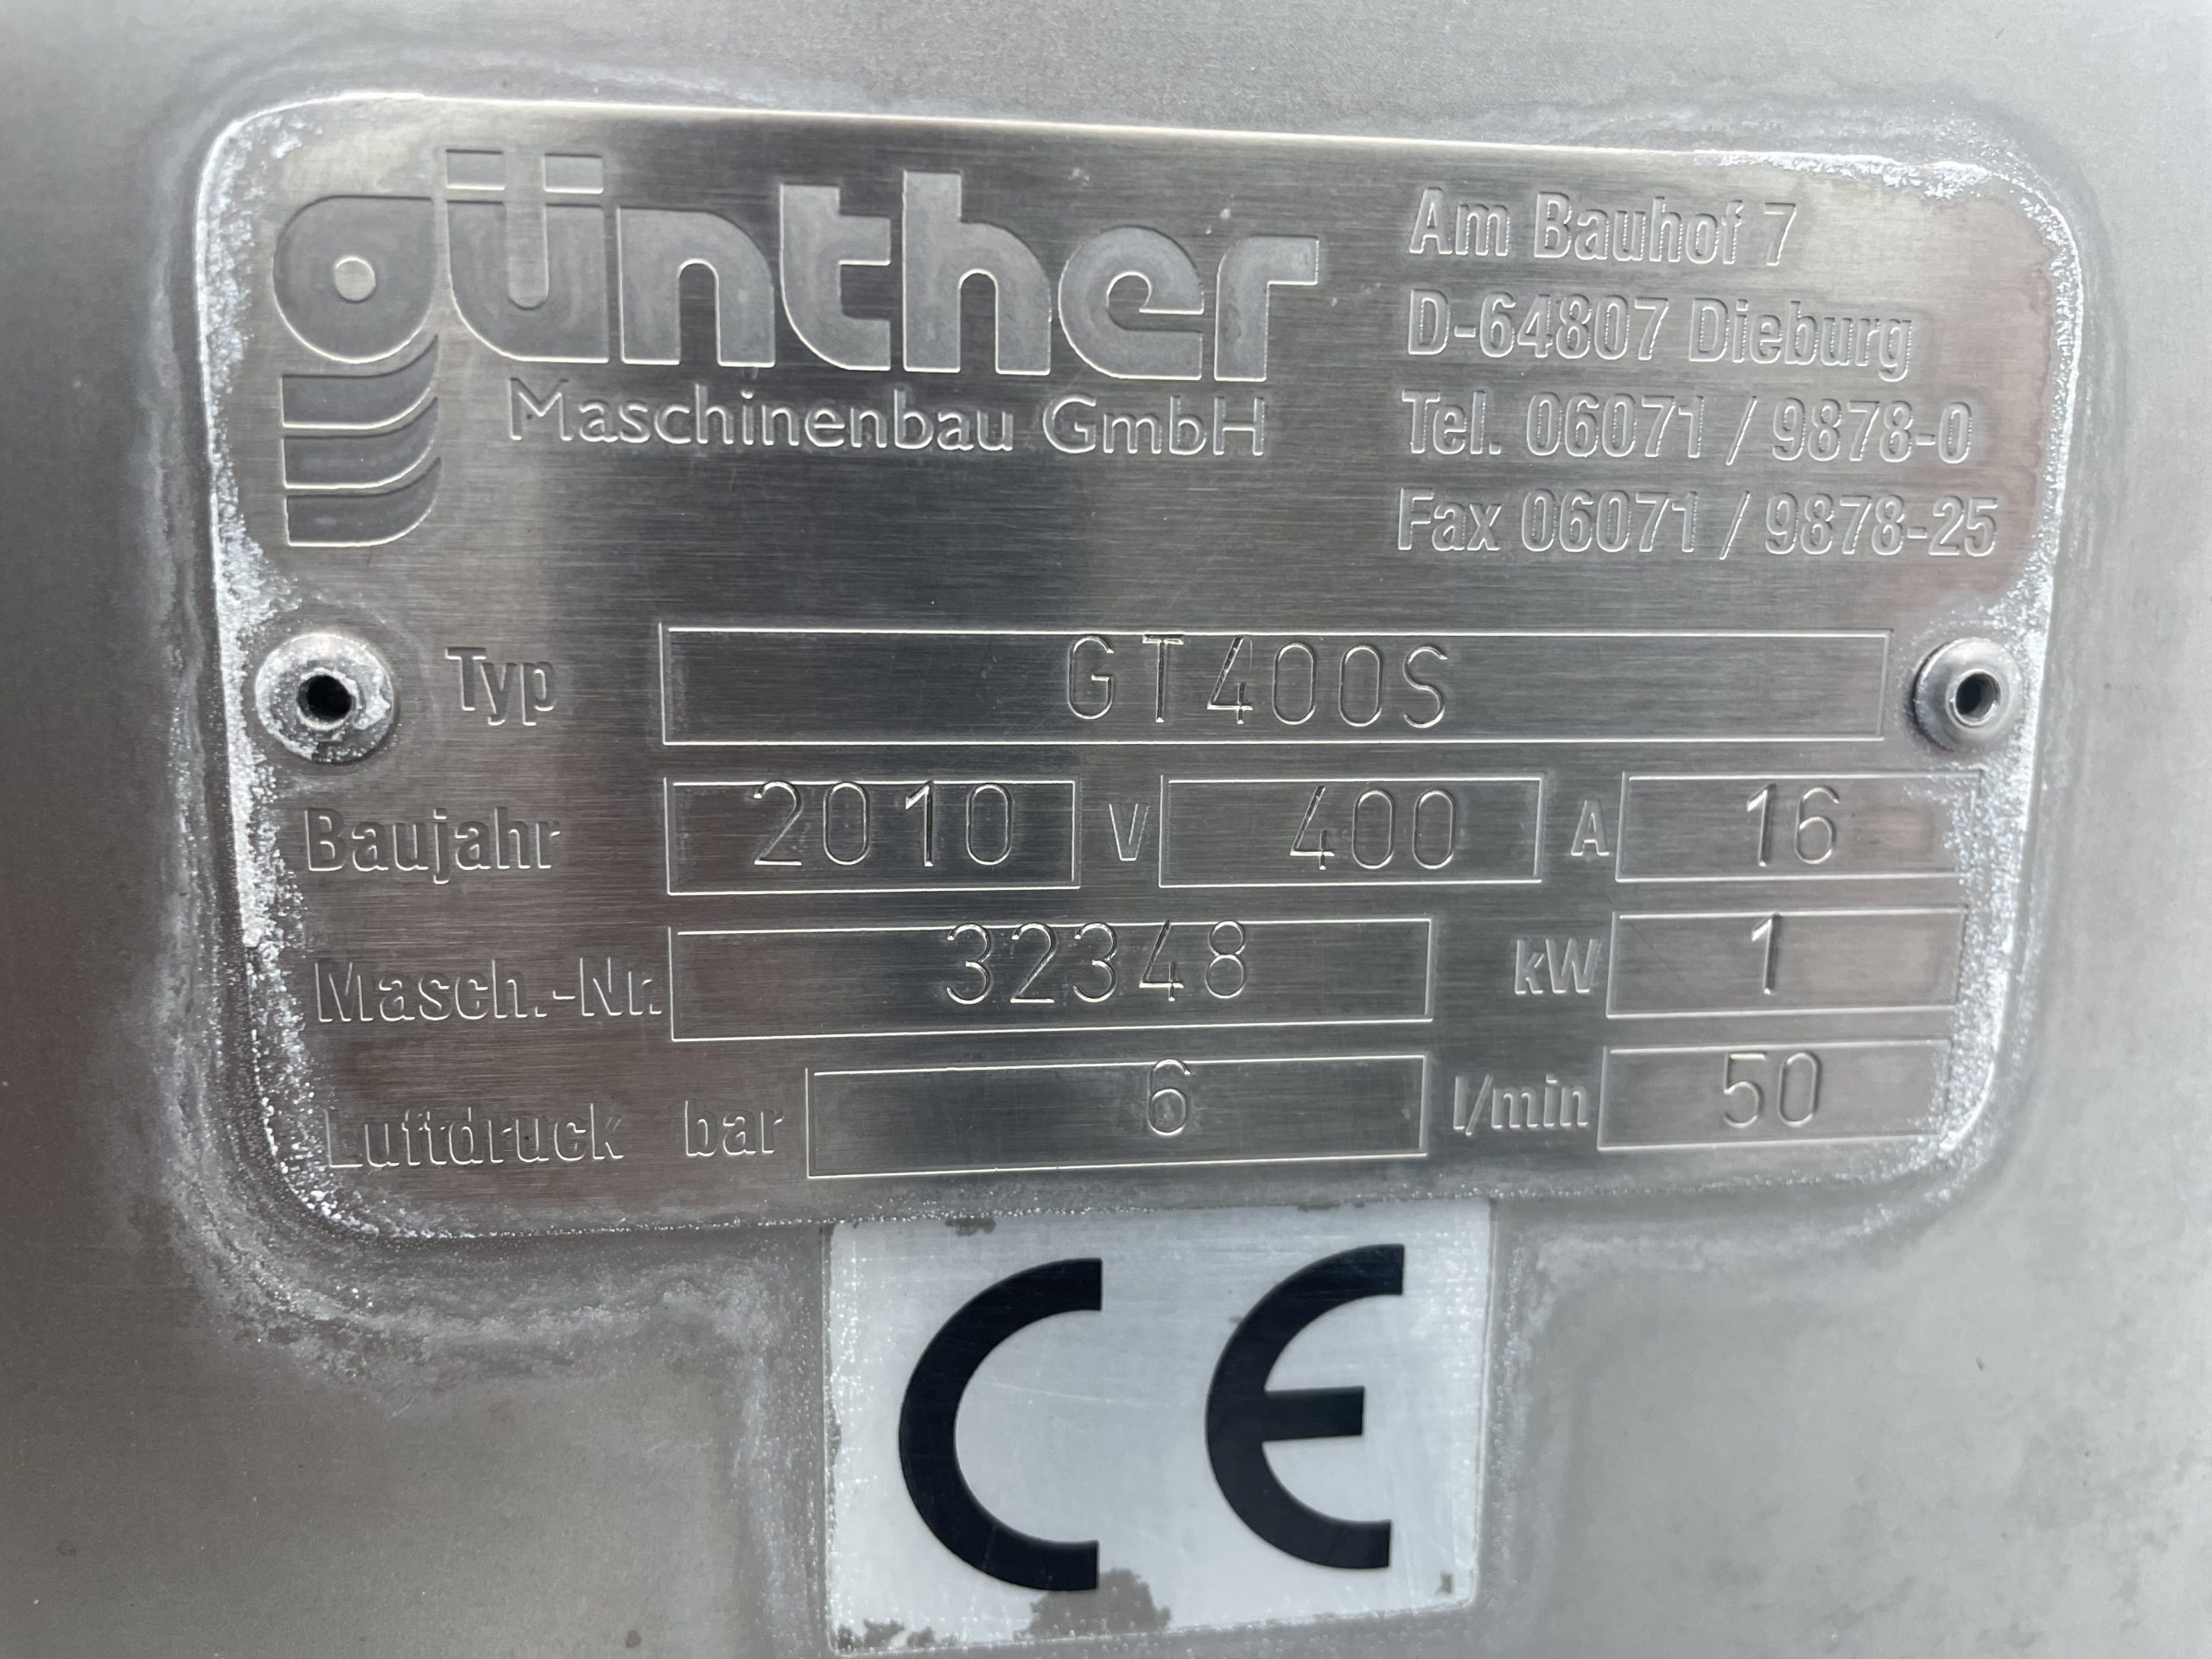 günther
Maschinenbau GmbH
Am Bauhof 7
D-64807 Dieburg
Tel. 06071 / 9878-0
Fax 06071 / 9878-25
Typ GT400S
Baujahr 2010 V 400 A 16
Masch.-Nr. 32348 kW 1
Luftdruck bar 6 l/min 50
CE